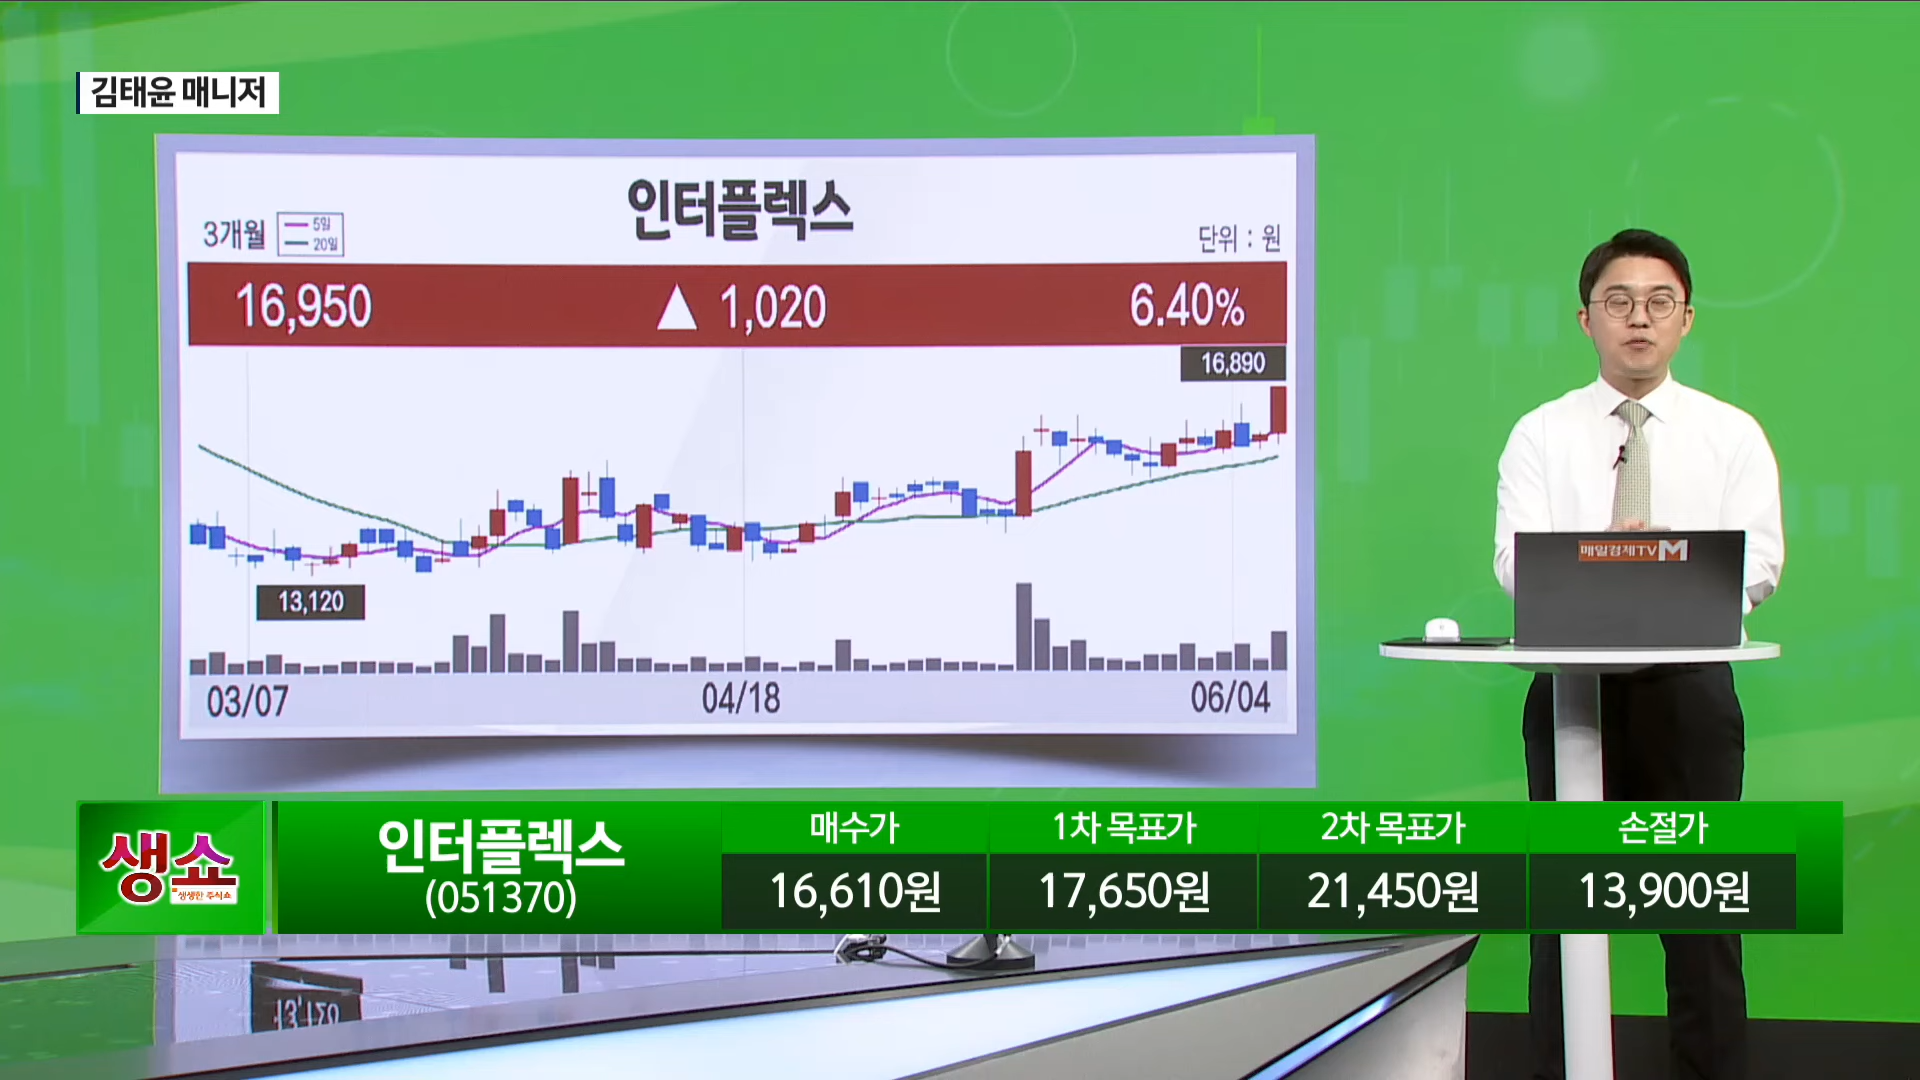 김태윤 매니저
인터플렉스
3개월
5일
20일
단위 : 원
16,950 ▲ 1,020 6.40%
16,890
13,120
03/07 04/18 06/04
매일경제TV M
생쇼
생생한 주식쇼
인터플렉스
(051370)
매수가 1차 목표가 2차 목표가 손절가
16,610원 17,650원 21,450원 13,900원